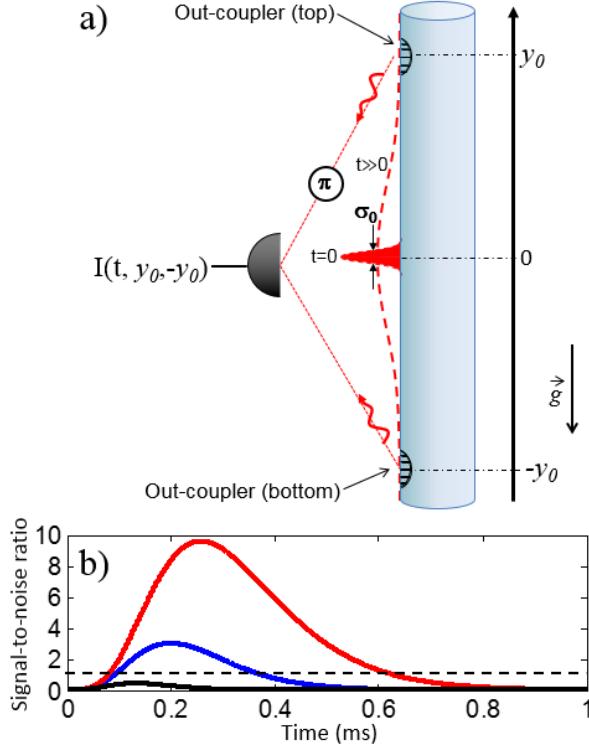 a)
Out-coupler (top)
y₀
π
t≫0
σ₀
t=0
I(t, y₀,-y₀)
0
g⃗
Out-coupler (bottom)
-y₀
b)
Signal-to-noise ratio
10
8
6
4
2
0
0 0.2 0.4 0.6 0.8 1
Time (ms)